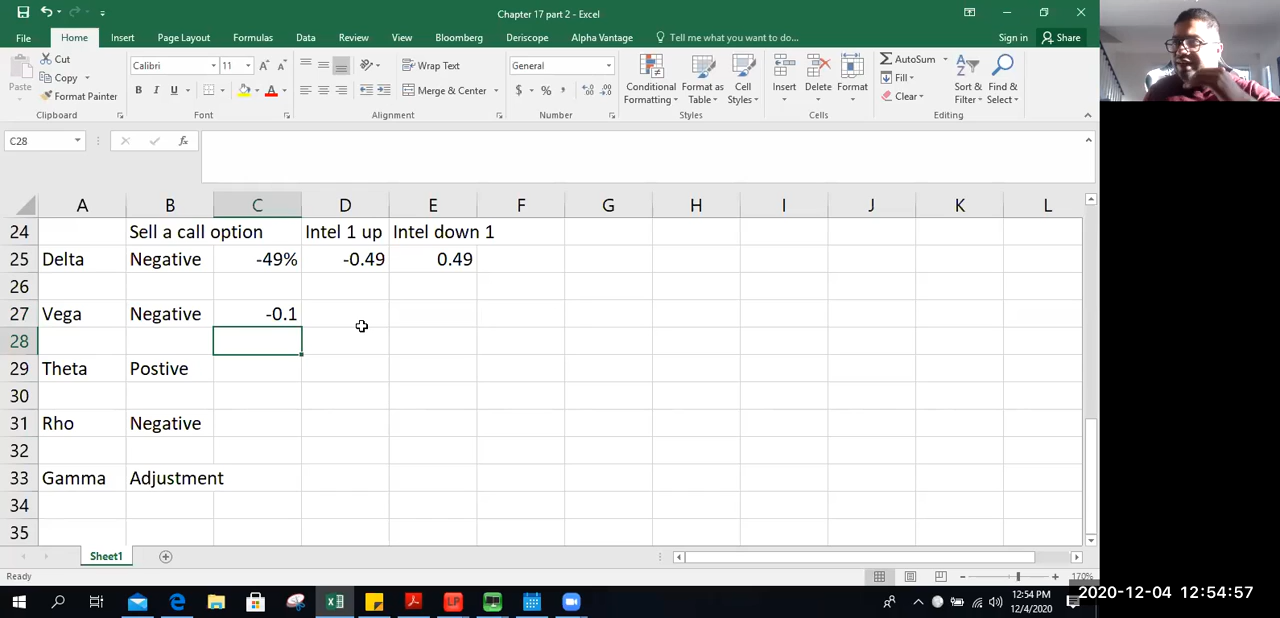 Chapter 17 part 2 - Excel
File Home Insert Page Layout Formulas Data Review View Bloomberg Deriscope Alpha Vantage Tell me what you want to do... Sign in Share
Cut
Copy
Format Painter
Paste
Calibri 11
B I U
Wrap Text
Merge & Center
General
$ % ,
Conditional Formatting
Format as Table
Cell Styles
Insert Delete Format
AutoSum
Fill
Clear
Sort & Filter
Find & Select
Clipboard Font Alignment Number Styles Cells Editing
C28 fx
A B C D E F G H I J K L
24 Sell a call option Intel 1 up Intel down 1
25 Delta Negative -49% -0.49 0.49
26
27 Vega Negative -0.1
28
29 Theta Postive
30
31 Rho Negative
32
33 Gamma Adjustment
34
35
Sheet1
Ready 170%
12:54 PM
12/4/2020
2020-12-04 12:54:57